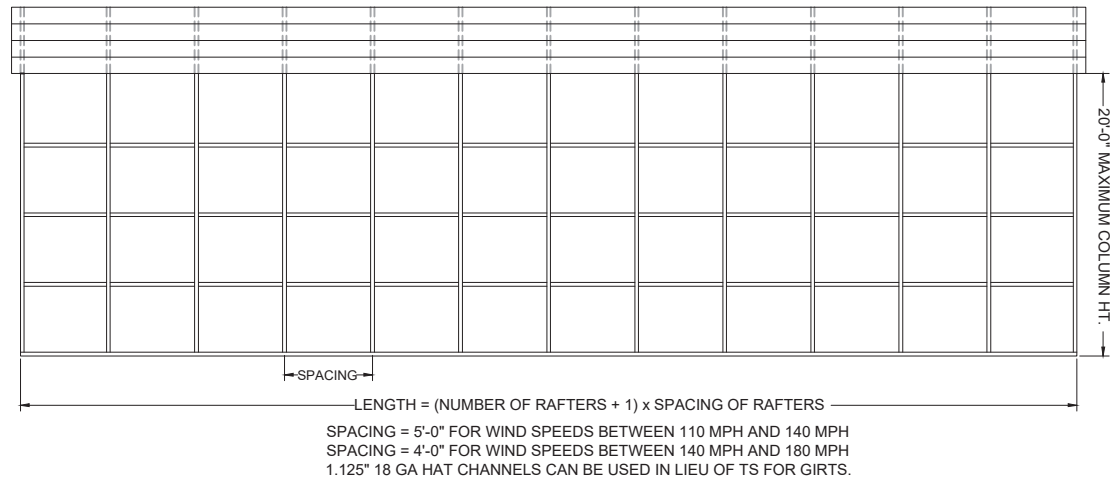 20'-0" MAXIMUM COLUMN HT.
SPACING
LENGTH = (NUMBER OF RAFTERS + 1) x SPACING OF RAFTERS
SPACING = 5'-0" FOR WIND SPEEDS BETWEEN 110 MPH AND 140 MPH
SPACING = 4'-0" FOR WIND SPEEDS BETWEEN 140 MPH AND 180 MPH
1.125" 18 GA HAT CHANNELS CAN BE USED IN LIEU OF TS FOR GIRTS.